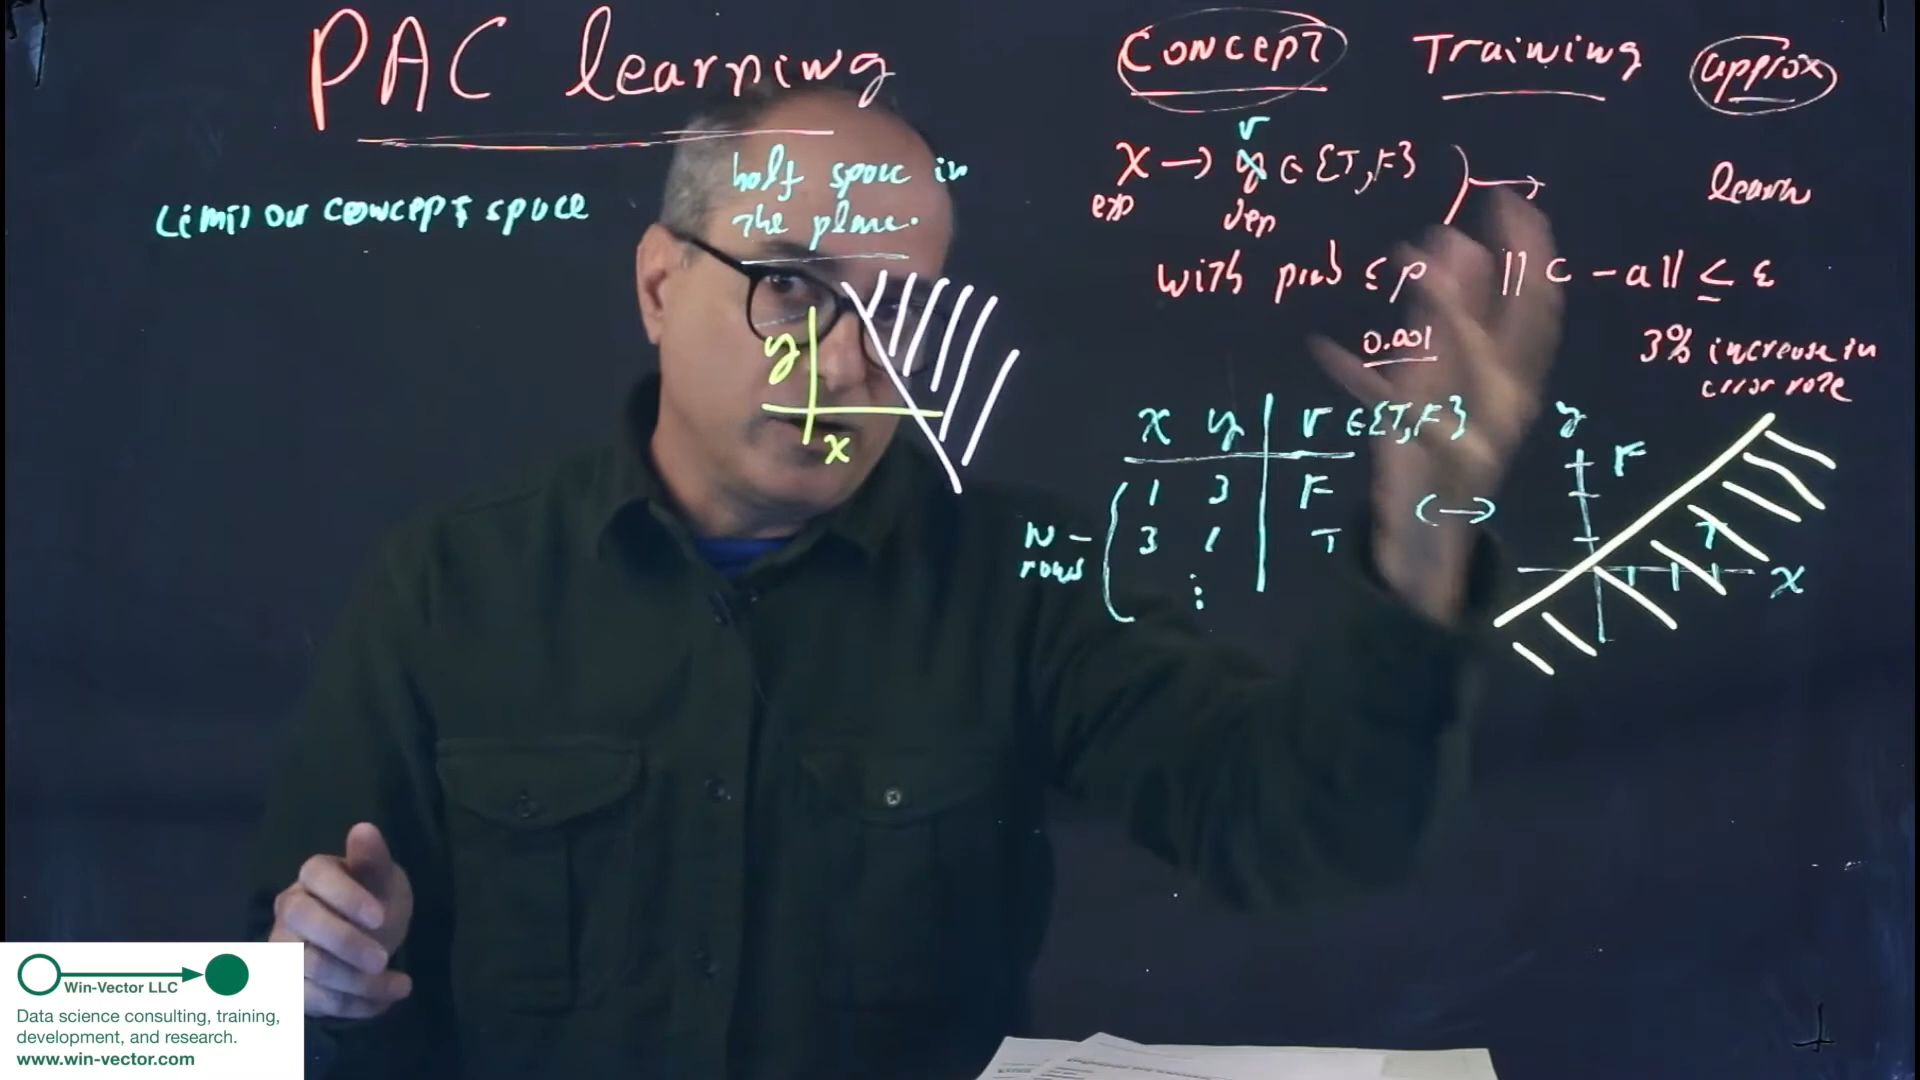 PAC learning
Limit our concept space
half space in
the plane.
y
x
Concept Training approx
x → v y ∈ {T, F} → learn
exp dep
with prob ≤ p ||c - a|| ≤ ε
0.001
3% increase in
error rate
x y v ∈ {T, F}
1 3 F
3 1 T
⋮
N-
rows
↔
y
F
T
x
Win-Vector LLC
Data science consulting, training,
development, and research.
www.win-vector.com